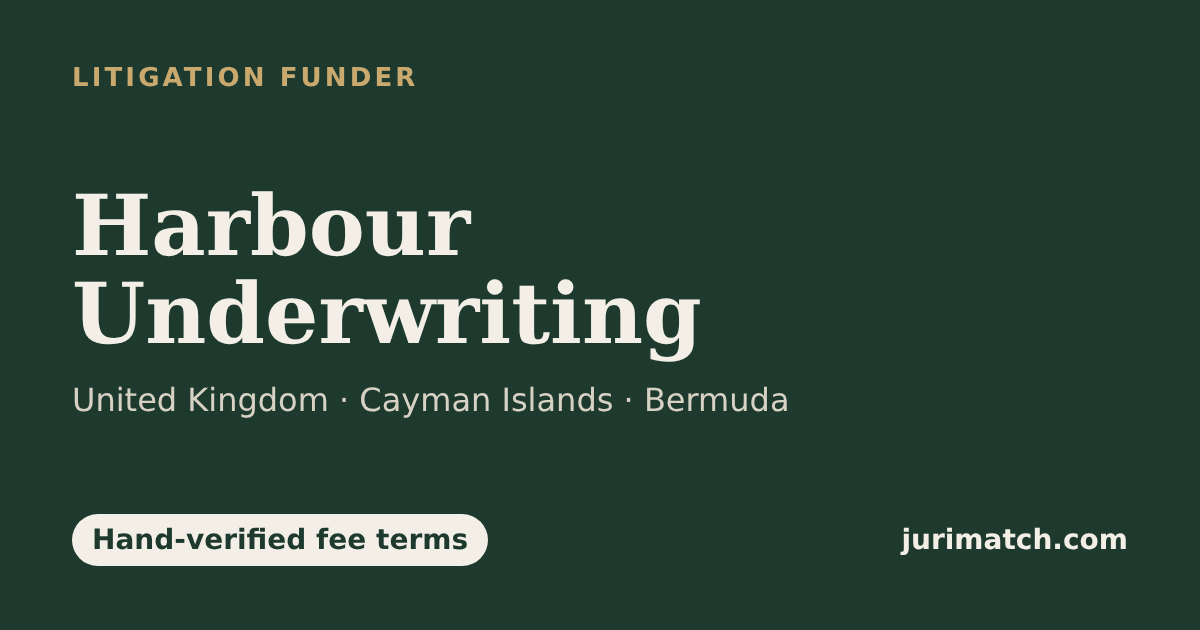 LITIGATION FUNDER
Harbour
Underwriting
United Kingdom · Cayman Islands · Bermuda
Hand-verified fee terms
jurimatch.com